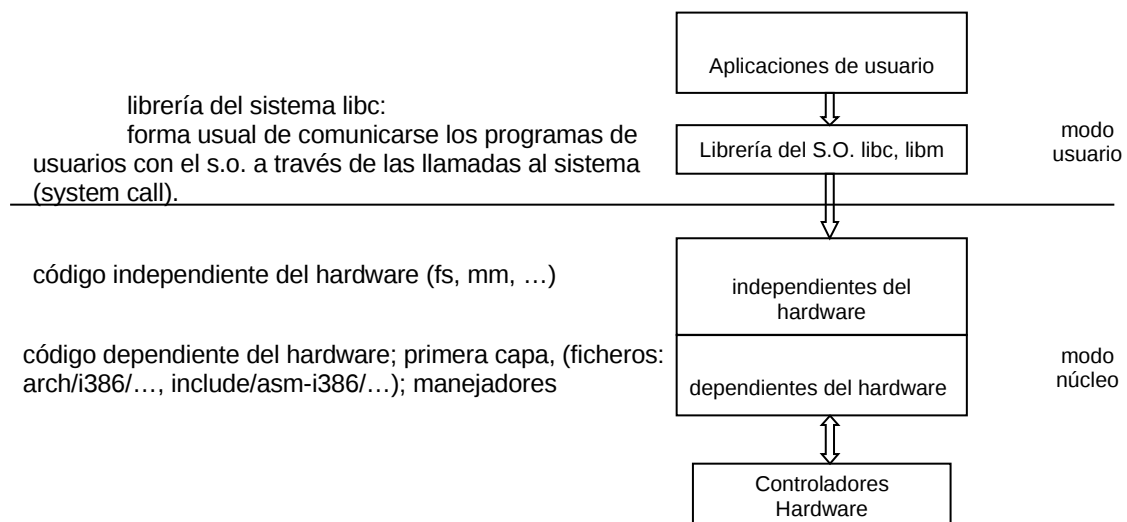 Aplicaciones de usuario
librería del sistema libc:
forma usual de comunicarse los programas de
usuarios con el s.o. a través de las llamadas al sistema
(system call).
Librería del S.O. libc, libm
modo
usuario
código independiente del hardware (fs, mm, …)
independientes del
hardware
código dependiente del hardware; primera capa, (ficheros:
arch/i386/…, include/asm-i386/…); manejadores
dependientes del hardware
modo
núcleo
Controladores
Hardware